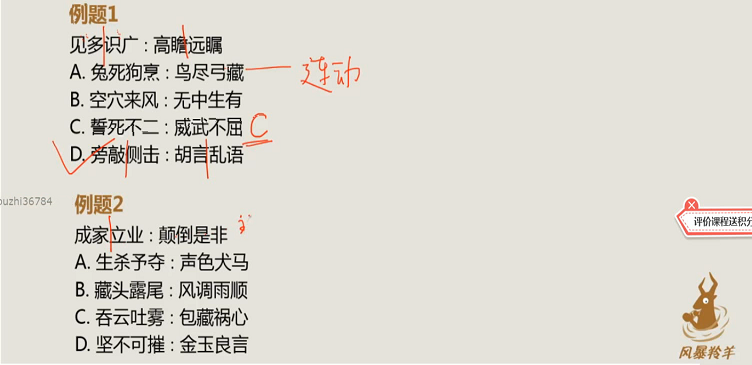 例题1
见多识广：高瞻远瞩
A. 兔死狗烹：鸟尽弓藏 连动
B. 空穴来风：无中生有
C. 誓死不二：威武不屈 C
D. 旁敲侧击：胡言乱语
ouzhi36784
例题2
成家立业：颠倒是非
A. 生杀予夺：声色犬马
B. 藏头露尾：风调雨顺
C. 吞云吐雾：包藏祸心
D. 坚不可摧：金玉良言
评价课程送积分
风暴羚羊